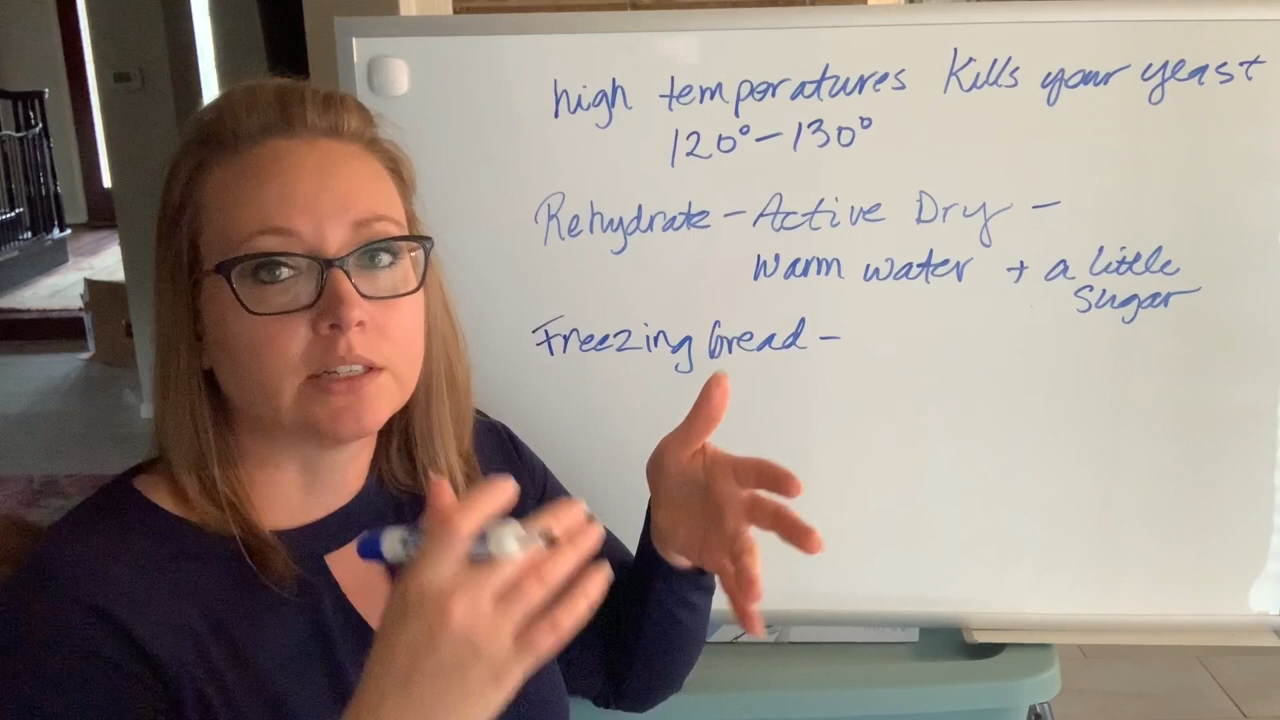 high temperatures Kills your yeast
120°-130°
Rehydrate - Active Dry -
Warm water + a little
Sugar
Freezing bread -